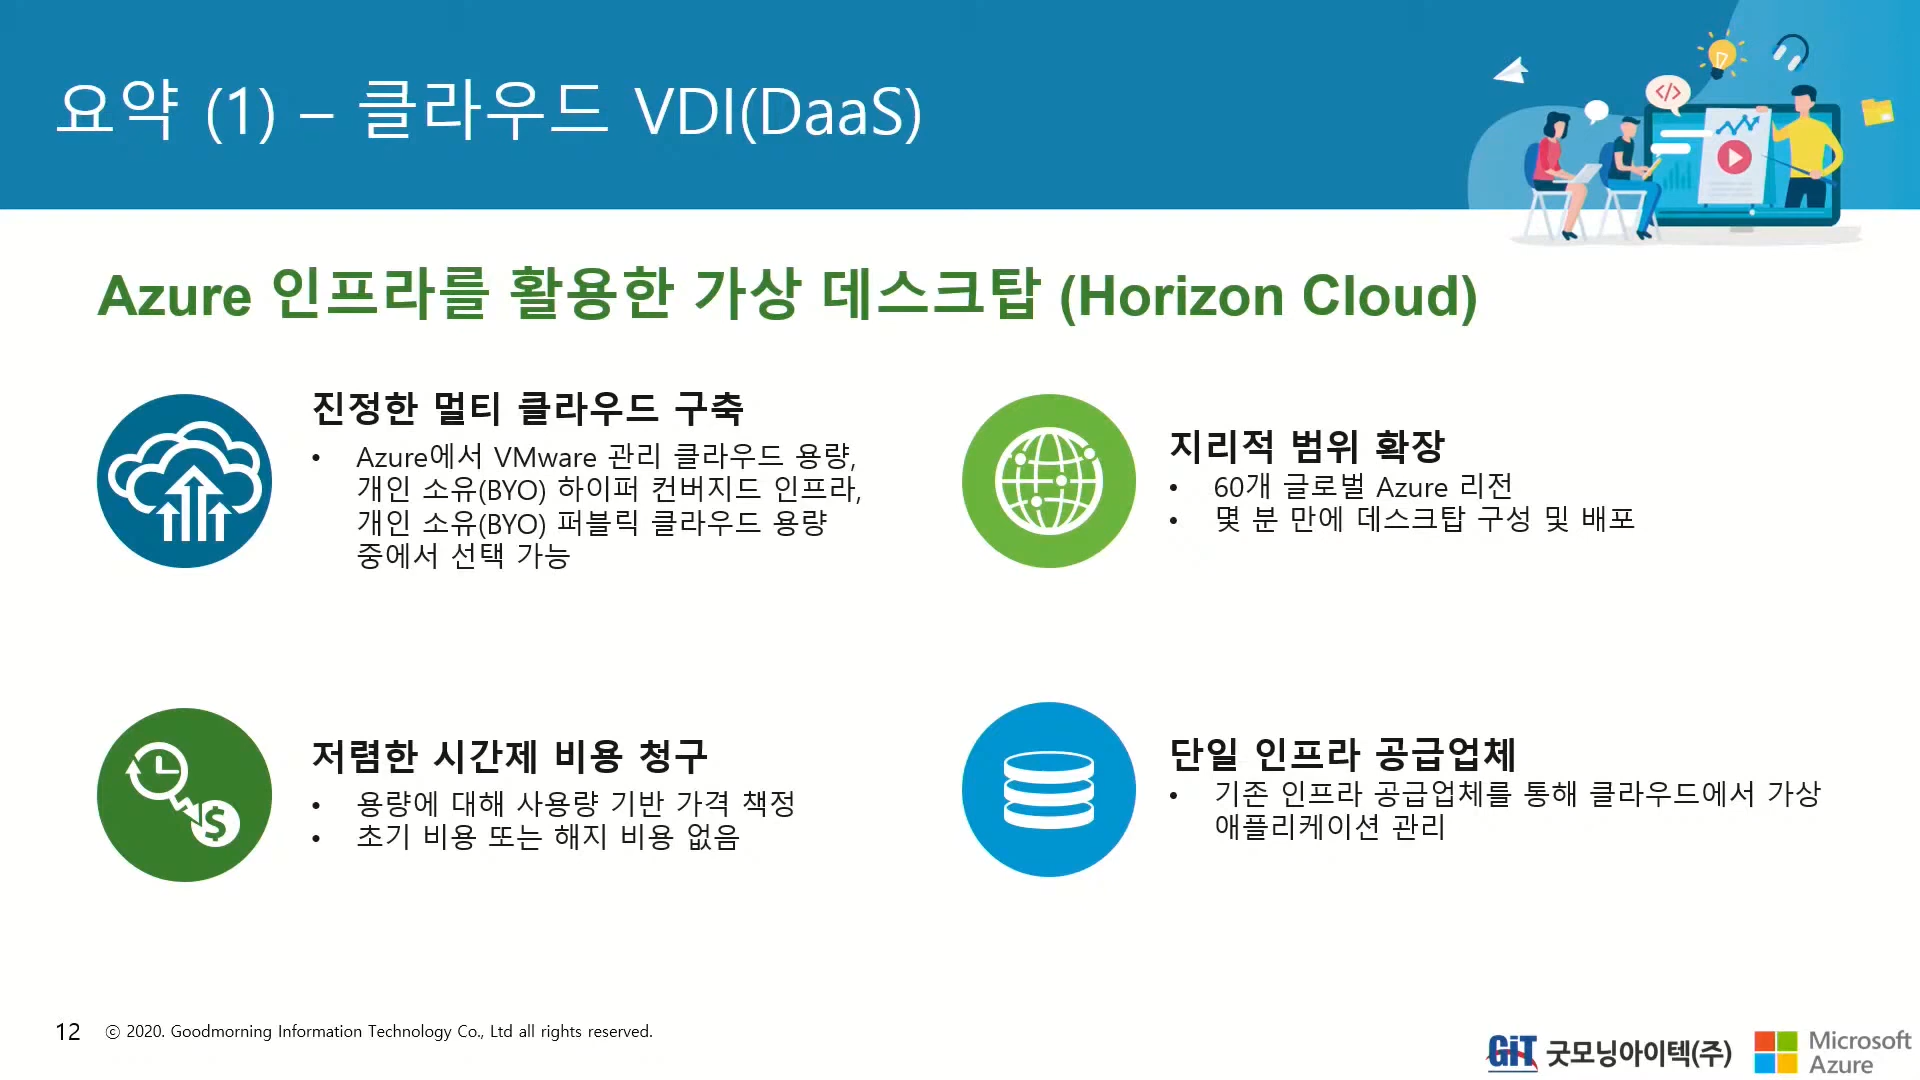 요약 (1) – 클라우드 VDI(DaaS)
</>
Azure 인프라를 활용한 가상 데스크탑 (Horizon Cloud)
진정한 멀티 클라우드 구축
• Azure에서 VMware 관리 클라우드 용량,
개인 소유(BYO) 하이퍼 컨버지드 인프라,
개인 소유(BYO) 퍼블릭 클라우드 용량
중에서 선택 가능
지리적 범위 확장
• 60개 글로벌 Azure 리전
• 몇 분 만에 데스크탑 구성 및 배포
저렴한 시간제 비용 청구
• 용량에 대해 사용량 기반 가격 책정
• 초기 비용 또는 해지 비용 없음
$
단일 인프라 공급업체
• 기존 인프라 공급업체를 통해 클라우드에서 가상
애플리케이션 관리
12 ⓒ 2020. Goodmorning Information Technology Co., Ltd all rights reserved.
GiT 굿모닝아이텍(주)
Microsoft
Azure